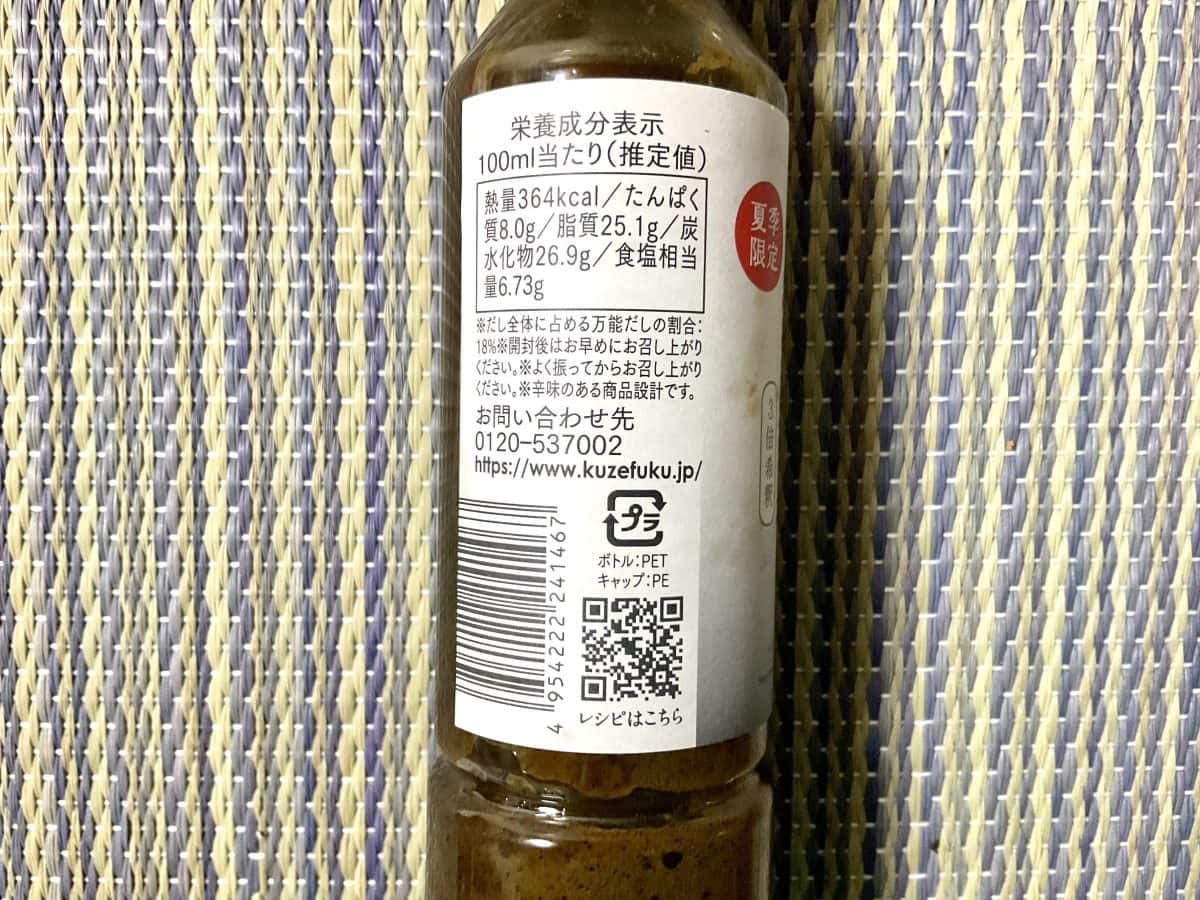 栄養成分表示
100ml当たり(推定値)
熱量364kcal／たんぱく
質8.0g／脂質25.1g／炭
水化物26.9g／食塩相当
量6.73g
※だし全体に占める万能だしの割合:
18%※開封後はお早めにお召し上がり
ください。※よく振ってからお召し上がり
ください。※辛味のある商品設計です。
お問い合わせ先
0120-537002
https://www.kuzefuku.jp/
プラ
ボトル:PET
キャップ:PE
4 954222 241467
レシピはこちら
夏季
限定
3倍希釈